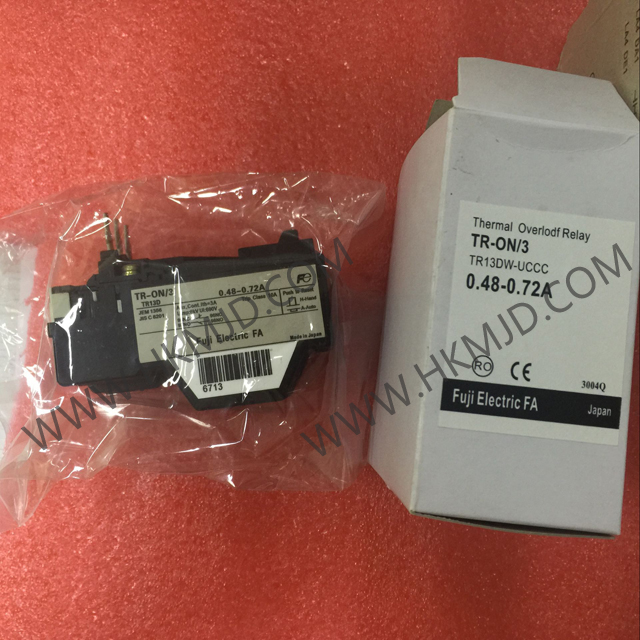 Thermal Overlodf Relay
TR-ON/3
TR13DW-UCCC
0.48-0.72A
RO CE
3004Q
Fuji Electric FA Japan
TR-ON/3 0.48-0.72A
TR13D
Fuji Electric FA
Made in Japan
6713
WWW.HKMJD.COM
WWW.HKMJD.COM